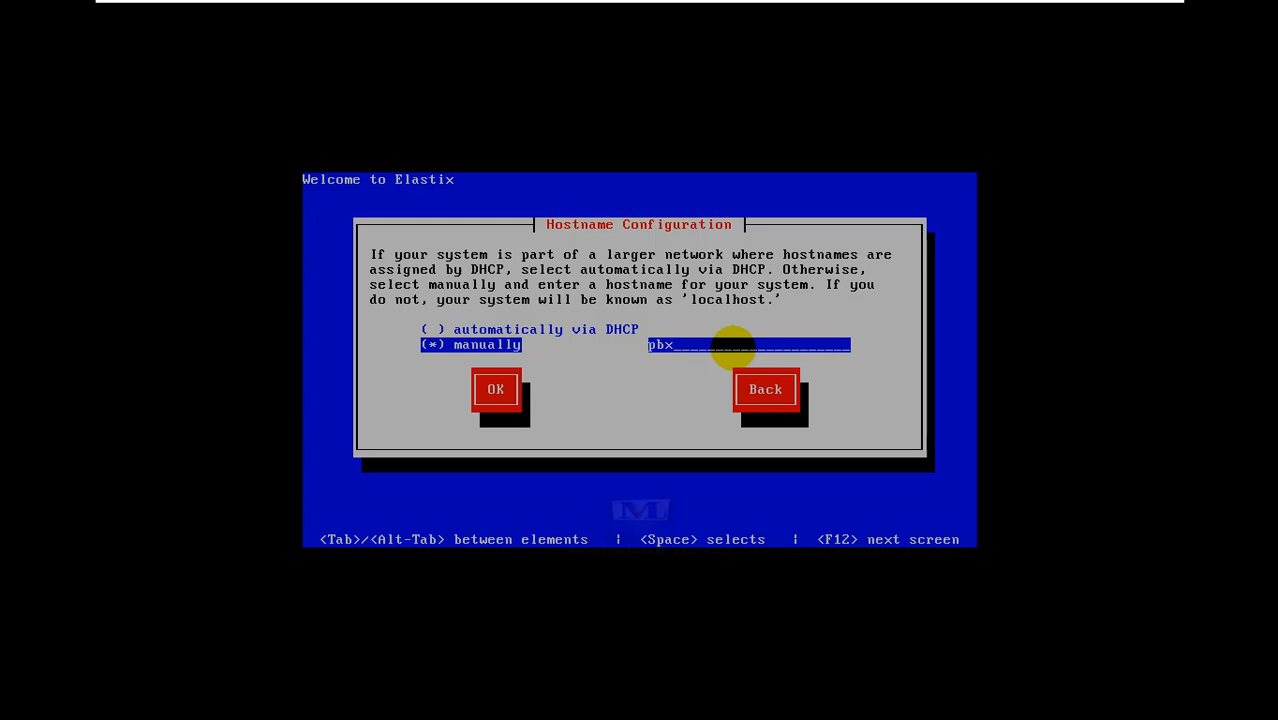 Welcome to Elastix
Hostname Configuration
If your system is part of a larger network where hostnames are
assigned by DHCP, select automatically via DHCP. Otherwise,
select manually and enter a hostname for your system. If you
do not, your system will be known as 'localhost.'
( ) automatically via DHCP
(*) manually pbx_____________________
OK Back
M
<Tab>/<Alt-Tab> between elements | <Space> selects | <F12> next screen